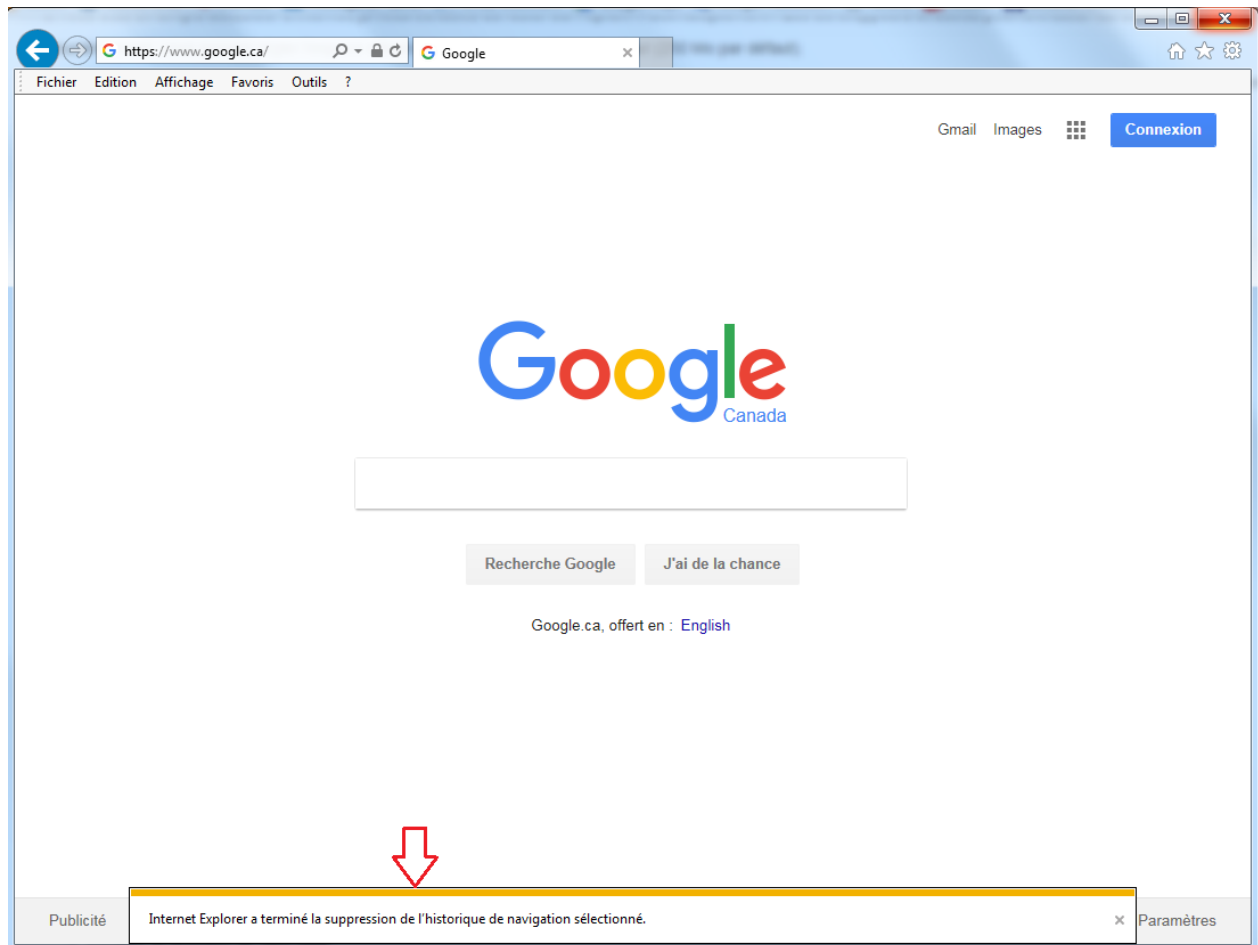 https://www.google.ca/
Google
Fichier Edition Affichage Favoris Outils ?
Gmail Images Connexion
Google
Canada
Recherche Google J'ai de la chance
Google.ca, offert en : English
Publicité
Internet Explorer a terminé la suppression de l'historique de navigation sélectionné.
Paramètres